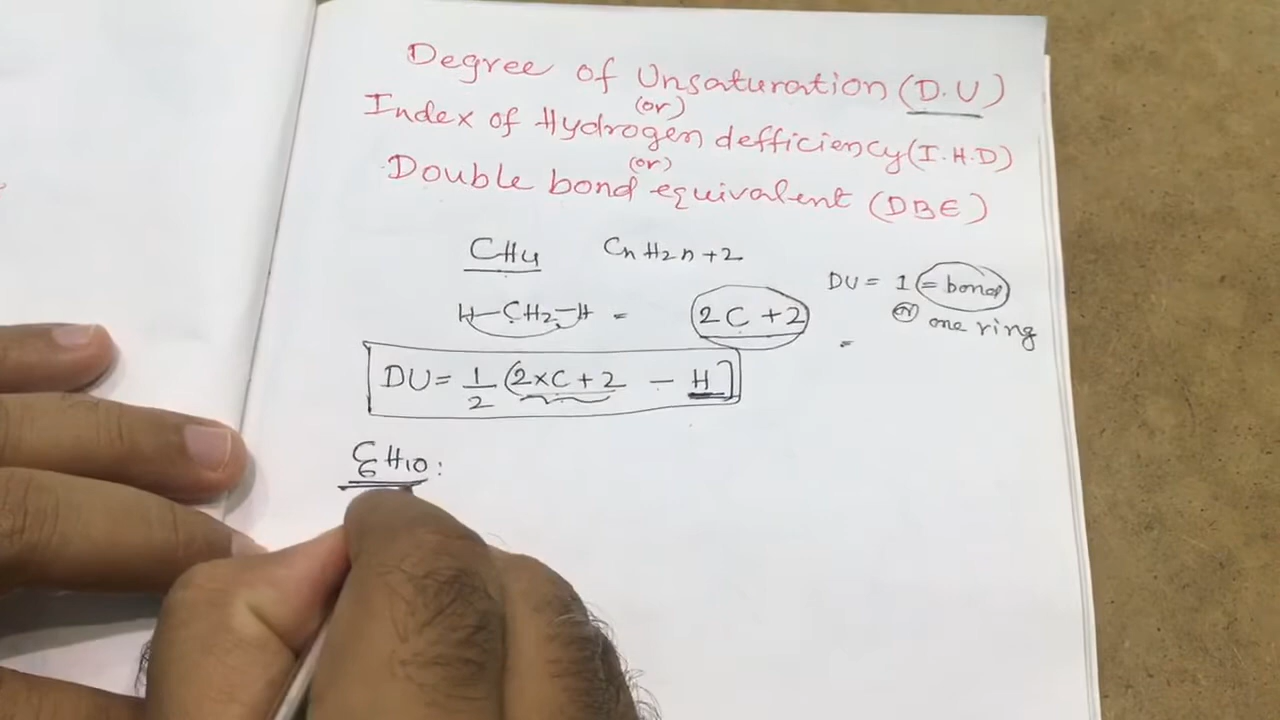 Degree of Unsaturation (D.U)
(or)
Index of Hydrogen defficiency (I.H.D)
(or)
Double bond equivalent (DBE)
CH4 CnH2n+2
DU = 1 (= bond)
or one ring
H-CH2-H = 2C+2
=
DU = 1/2 (2xC+2 - H]
C6H10: